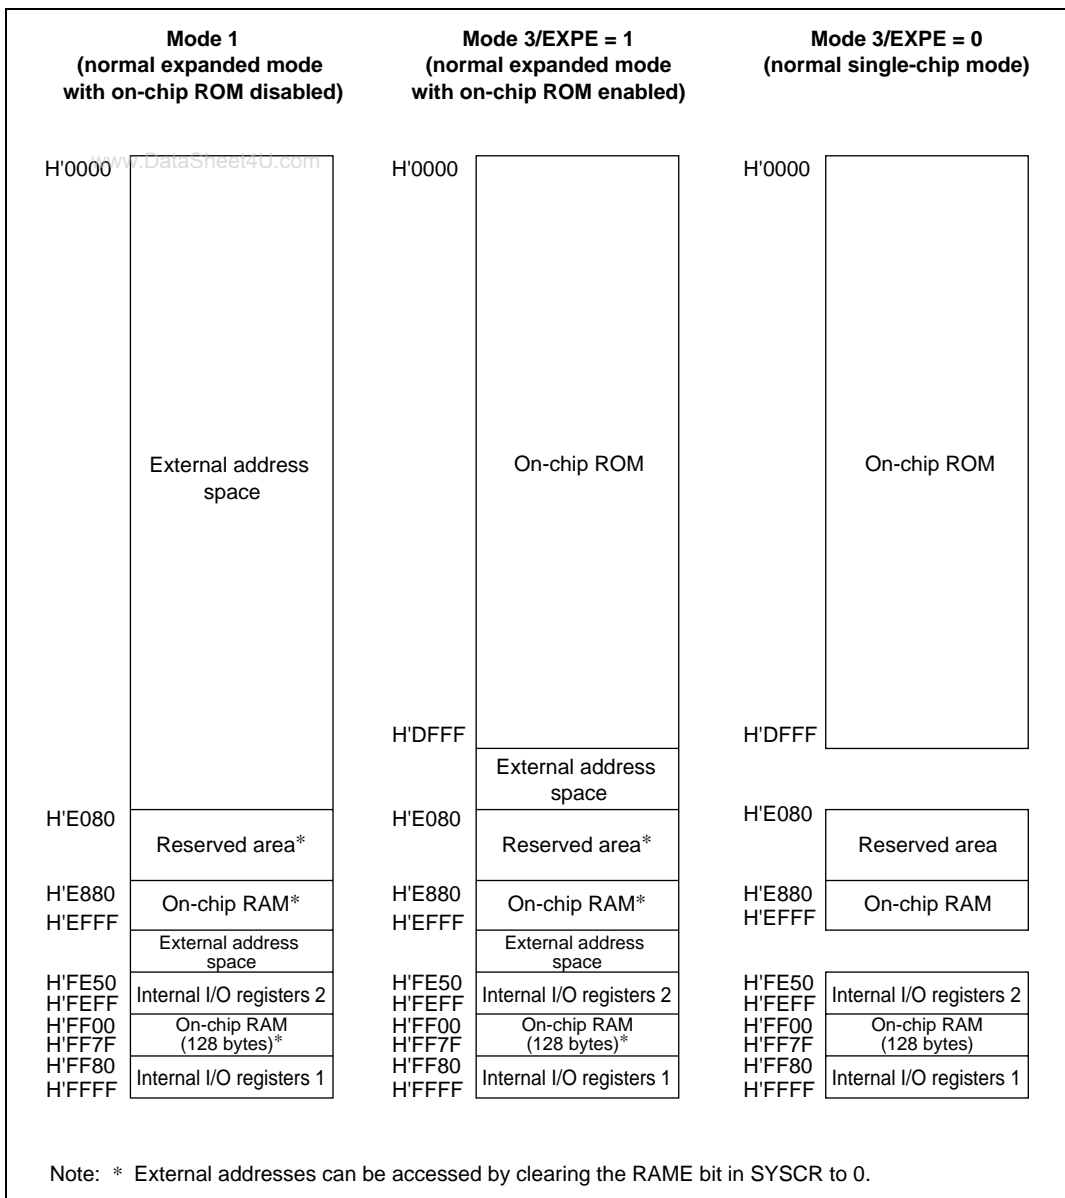 Mode 1
(normal expanded mode
with on-chip ROM disabled)
Mode 3/EXPE = 1
(normal expanded mode
with on-chip ROM enabled)
Mode 3/EXPE = 0
(normal single-chip mode)
www.DataSheet4U.com
H'0000
External address
space
H'E080
Reserved area*
H'E880
On-chip RAM*
H'EFFF
External address
space
H'FE50
Internal I/O registers 2
H'FEFF
H'FF00
On-chip RAM
(128 bytes)*
H'FF7F
H'FF80
Internal I/O registers 1
H'FFFF
H'0000
On-chip ROM
H'DFFF
External address
space
H'E080
Reserved area*
H'E880
On-chip RAM*
H'EFFF
External address
space
H'FE50
Internal I/O registers 2
H'FEFF
H'FF00
On-chip RAM
(128 bytes)*
H'FF7F
H'FF80
Internal I/O registers 1
H'FFFF
H'0000
On-chip ROM
H'DFFF
H'E080
Reserved area
H'E880
On-chip RAM
H'EFFF
H'FE50
Internal I/O registers 2
H'FEFF
H'FF00
On-chip RAM
(128 bytes)
H'FF7F
H'FF80
Internal I/O registers 1
H'FFFF
Note: * External addresses can be accessed by clearing the RAME bit in SYSCR to 0.